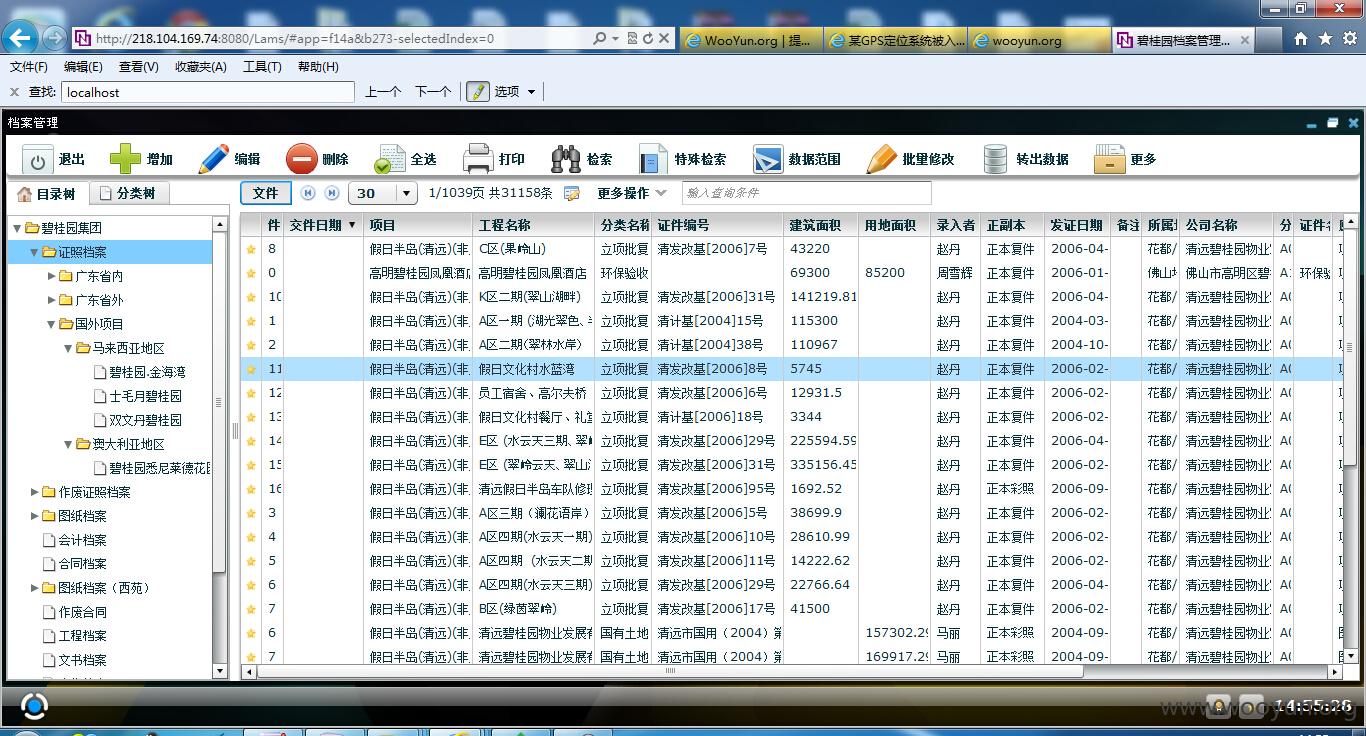 http://218.104.169.74:8080/Lams/#app=f14a&b273-selectedIndex=0
WooYun.org | 提... 某GPS定位系统被入... wooyun.org 碧桂园档案管理...
文件(F) 编辑(E) 查看(V) 收藏夹(A) 工具(T) 帮助(H)
查找: localhost 上一个 下一个 选项
档案管理
退出 增加 编辑 删除 全选 打印 检索 特殊检索 数据范围 批量修改 转出数据 更多
目录树 分类树 文件 30 1/1039页 共31158条 更多操作 输入查询条件
碧桂园集团
证照档案
广东省内
广东省外
国外项目
马来西亚地区
碧桂园.金海湾
士毛月碧桂园
双文丹碧桂园
澳大利亚地区
碧桂园悉尼莱德花
作废证照档案
图纸档案
会计档案
合同档案
图纸档案（西苑）
作废合同
工程档案
文书档案
件 交件日期 项目 工程名称 分类名称 证件编号 建筑面积 用地面积 录入者 正副本 发证日期 备注 所属 公司名称 分 证件
8 假日半岛(清远)(非 C区(果岭山) 立项批复 清发改基[2006]7号 43220 赵丹 正本复件 2006-04- 花都/ 清远碧桂园物业 A0
0 高明碧桂园凤凰酒店 高明碧桂园凤凰酒店 环保验收 69300 85200 周雪辉 正本复件 2006-01- 佛山 佛山市高明区碧 A 环保验
10 假日半岛(清远)(非 K区二期(翠山湖畔) 立项批复 清发改基[2006]31号 141219.81 赵丹 正本复件 2006-04- 花都/ 清远碧桂园物业 A0
1 假日半岛(清远)(非 A区一期 (湖光翠色、 立项批复 清计基[2004]15号 115300 赵丹 正本复件 2004-03- 花都/ 清远碧桂园物业 A0
2 假日半岛(清远)(非 A区二期(翠林水岸) 立项批复 清计基[2004]38号 110967 赵丹 正本复件 2004-10- 花都/ 清远碧桂园物业 A0
11 假日半岛(清远)(非 假日文化村水蓝湾 立项批复 清发改基[2006]8号 5745 赵丹 正本复件 2006-02- 花都/ 清远碧桂园物业 A0
12 假日半岛(清远)(非 员工宿舍、高尔夫桥 立项批复 清发改基[2006]6号 12931.5 赵丹 正本复件 2006-02- 花都/ 清远碧桂园物业 A0
13 假日半岛(清远)(非 假日文化村餐厅、礼 立项批复 清计基[2006]18号 3344 赵丹 正本复件 2006-02- 花都/ 清远碧桂园物业 A0
14 假日半岛(清远)(非 E区 (水云天三期、翠 立项批复 清发改基[2006]29号 225594.59 赵丹 正本复件 2006-04- 花都/ 清远碧桂园物业 A0
15 假日半岛(清远)(非 E区 (翠岭云天、翠山 立项批复 清发改基[2006]31号 335156.45 赵丹 正本复件 2006-02- 花都/ 清远碧桂园物业 A0
16 假日半岛(清远)(非 清远假日半岛车队修 立项批复 清发改基[2006]95号 1692.52 赵丹 正本彩照 2006-09- 花都/ 清远碧桂园物业 A0
3 假日半岛(清远)(非 A区三期（澜花语岸） 立项批复 清发改基[2006]5号 38699.9 赵丹 正本复件 2006-02- 花都/ 清远碧桂园物业 A0
4 假日半岛(清远)(非 A区四期(水云天一期) 立项批复 清发改基[2006]10号 28610.99 赵丹 正本复件 2006-02- 花都/ 清远碧桂园物业 A0
5 假日半岛(清远)(非 A区四期（水云天二期 立项批复 清发改基[2006]11号 14222.62 赵丹 正本复件 2006-02- 花都/ 清远碧桂园物业 A0
6 假日半岛(清远)(非 A区四期(水云天三期) 立项批复 清发改基[2006]29号 22766.64 赵丹 正本复件 2006-04- 花都/ 清远碧桂园物业 A0
7 假日半岛(清远)(非 B区(绿茵翠岭) 立项批复 清发改基[2006]17号 41500 赵丹 正本复件 2006-02- 花都/ 清远碧桂园物业 A0
6 假日半岛(清远)(非 清远碧桂园物业发展 国有土地 清远市国用（2004）第 157302.29 马丽 正本彩照 2004-09- 花都/ 清远碧桂园物业 A0
7 假日半岛(清远)(非 清远碧桂园物业发展 国有土地 清远市国用（2004）第 169917.29 马丽 正本彩照 2004-09- 花都/ 清远碧桂园物业 A0
14:55:28
www.wooyun.org